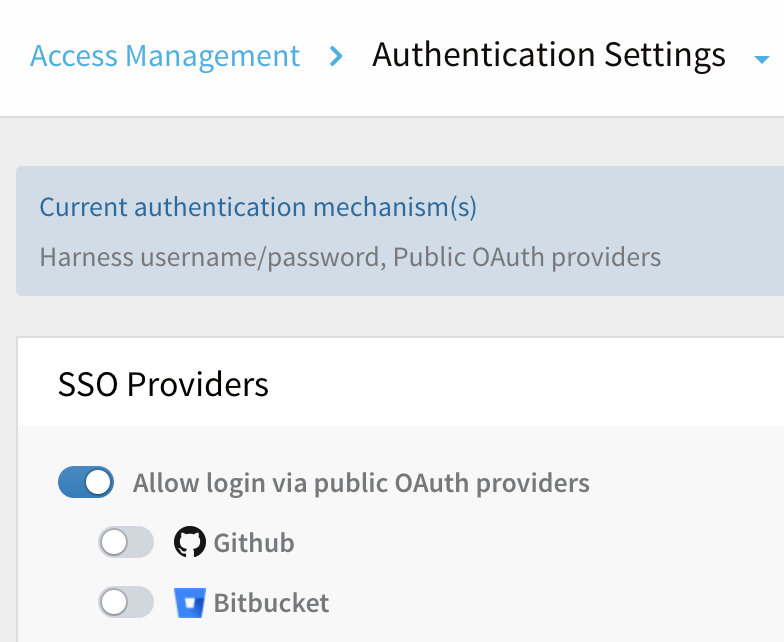 Access Management > Authentication Settings
Current authentication mechanism(s)
Harness username/password, Public OAuth providers
SSO Providers
Allow login via public OAuth providers
Github
Bitbucket